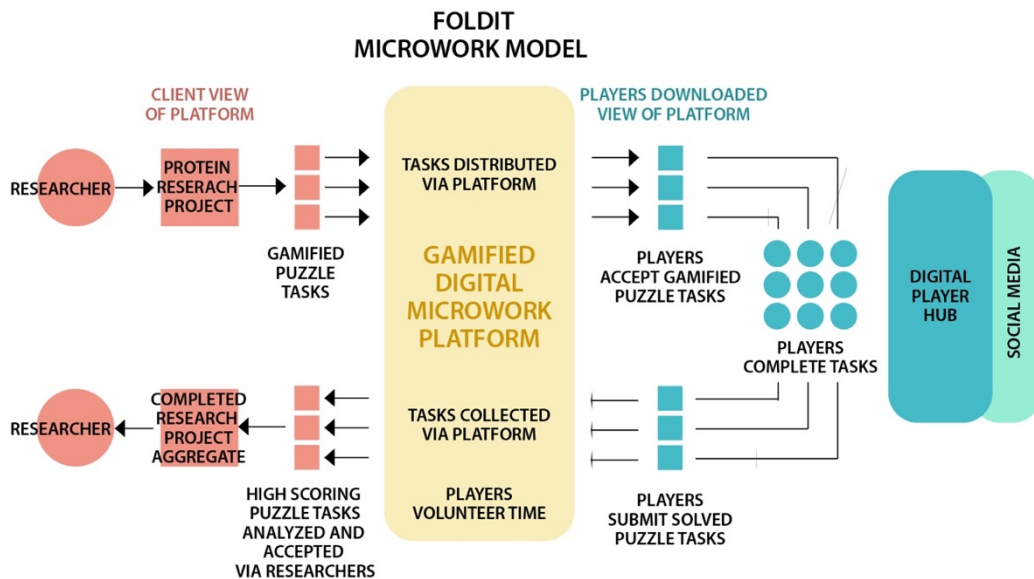 FOLDIT
MICROWORK MODEL
CLIENT VIEW
OF PLATFORM
PLAYERS DOWNLOADED
VIEW OF PLATFORM
RESEARCHER
PROTEIN
RESERACH
PROJECT
GAMIFIED
PUZZLE
TASKS
TASKS DISTRIBUTED
VIA PLATFORM
GAMIFIED
DIGITAL
MICROWORK
PLATFORM
PLAYERS
ACCEPT GAMIFIED
PUZZLE TASKS
PLAYERS
COMPLETE TASKS
DIGITAL
PLAYER
HUB
SOCIAL MEDIA
RESEARCHER
COMPLETED
RESEARCH
PROJECT
AGGREGATE
HIGH SCORING
PUZZLE TASKS
ANALYZED AND
ACCEPTED
VIA RESEARCHERS
TASKS COLLECTED
VIA PLATFORM
PLAYERS
VOLUNTEER TIME
PLAYERS
SUBMIT SOLVED
PUZZLE TASKS